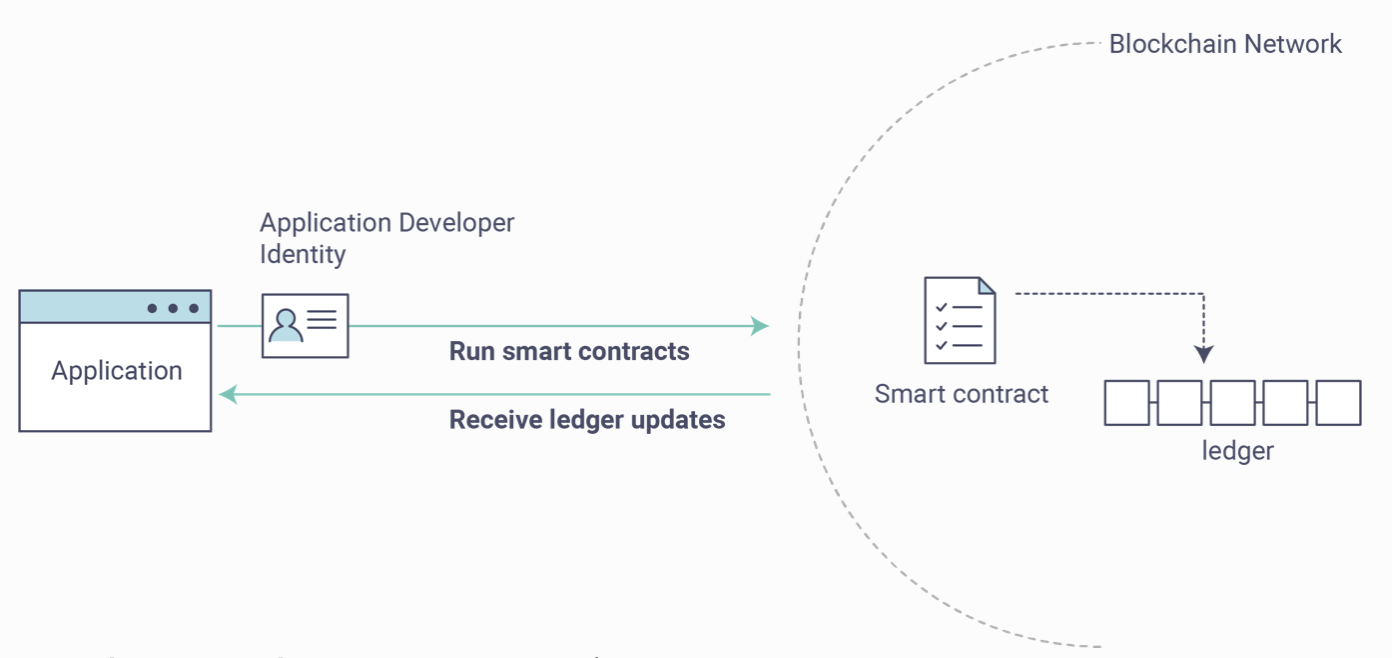 Blockchain Network
Application Developer
Identity
Application
Run smart contracts
Receive ledger updates
Smart contract
ledger